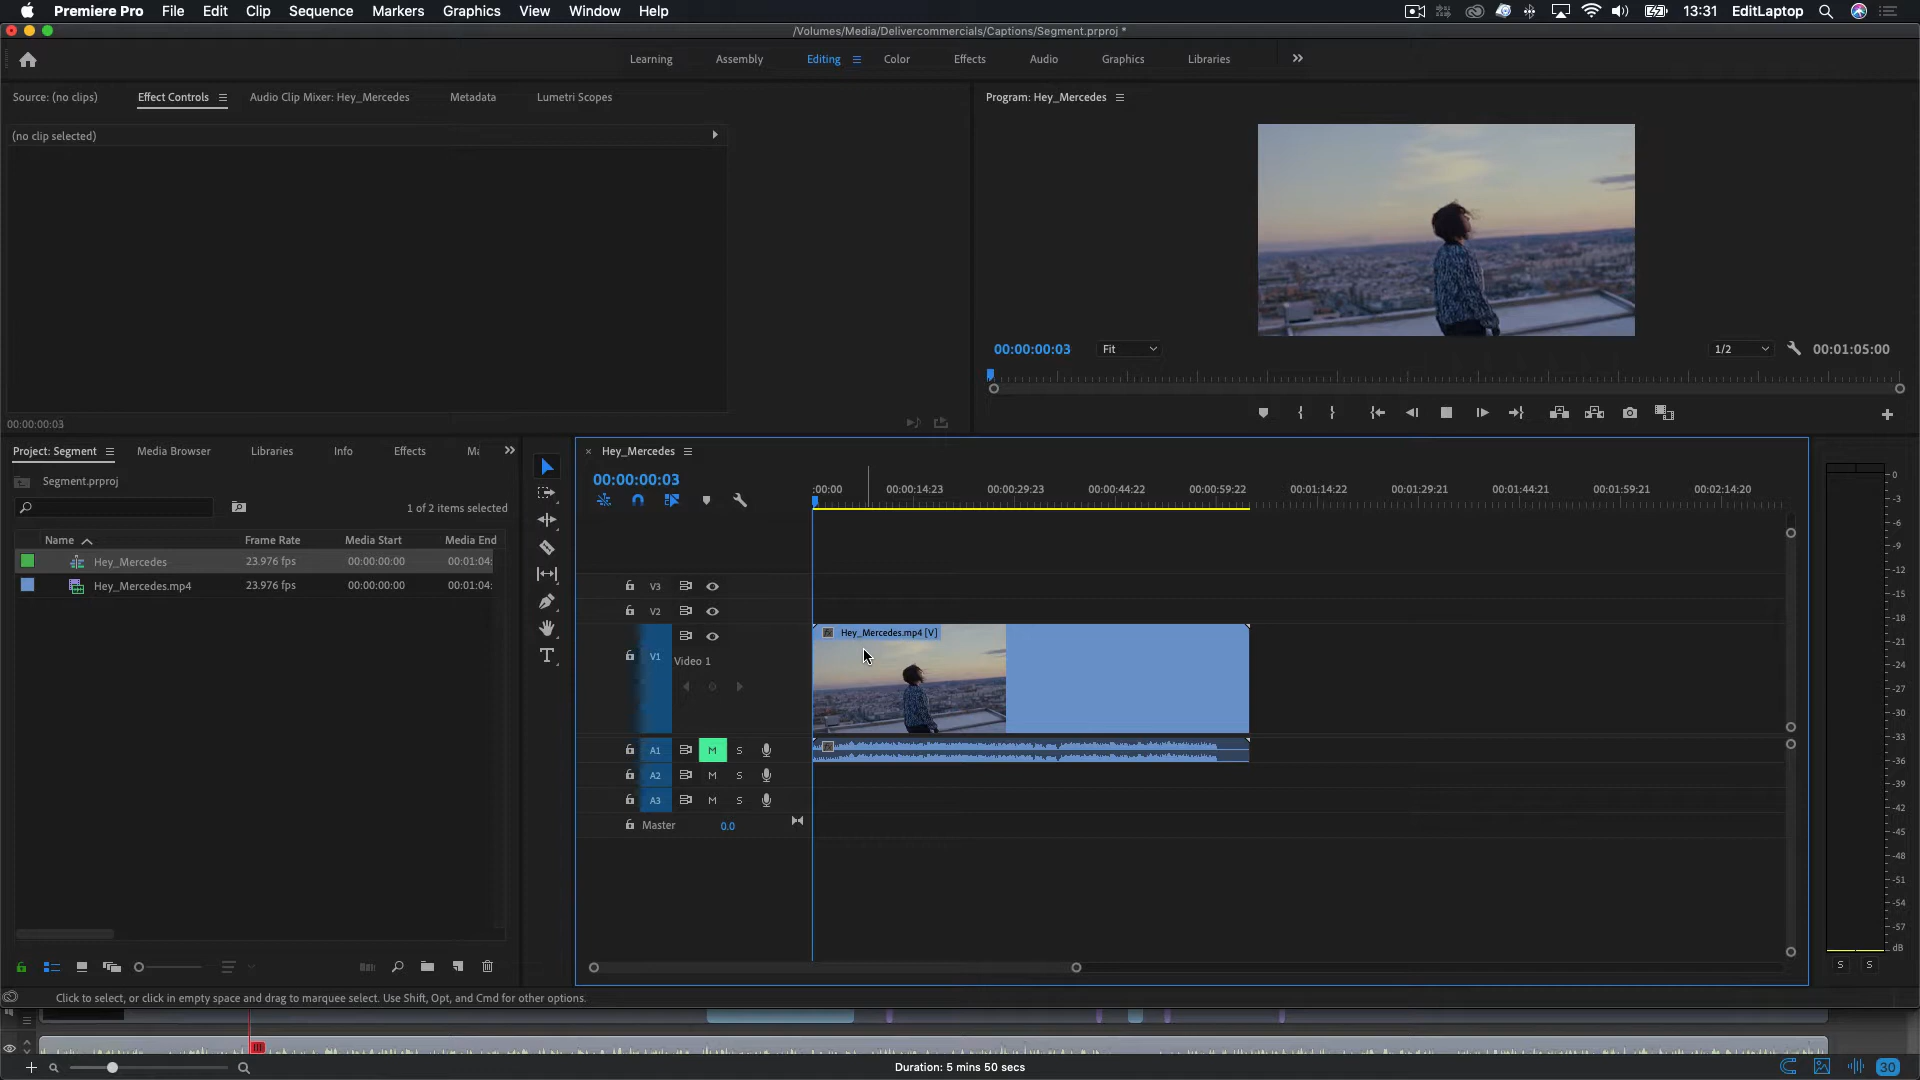 Premiere Pro File Edit Clip Sequence Markers Graphics View Window Help 13:31 EditLaptop
/Volumes/Media/Delivercommercials/Captions/Segment.prproj *
Learning Assembly Editing Color Effects Audio Graphics Libraries
Source: (no clips) Effect Controls Audio Clip Mixer: Hey_Mercedes Metadata Lumetri Scopes
(no clip selected)
00:00:00:03
Program: Hey_Mercedes
00:00:00:03 Fit 1/2 00:01:05:00
Project: Segment Media Browser Libraries Info Effects Ma
Segment.prproj
1 of 2 items selected
Name Frame Rate Media Start Media End
Hey_Mercedes 23.976 fps 00:00:00:00 00:01:04:
Hey_Mercedes.mp4 23.976 fps 00:00:00:00 00:01:04:
Hey_Mercedes
00:00:00:03
:00:00 00:00:14:23 00:00:29:23 00:00:44:22 00:00:59:22 00:01:14:22 00:01:29:21 00:01:44:21 00:01:59:21 00:02:14:20
V3
V2
Hey_Mercedes.mp4 [V]
V1 Video 1
A1 M S
A2 M S
A3 M S
Master 0.0
0
-3
-6
-9
-12
-15
-18
-21
-24
-27
-30
-33
-36
-39
-42
-45
-48
-51
-54
-57
dB
S S
Click to select, or click in empty space and drag to marquee select. Use Shift, Opt, and Cmd for other options.
Duration: 5 mins 50 secs
30